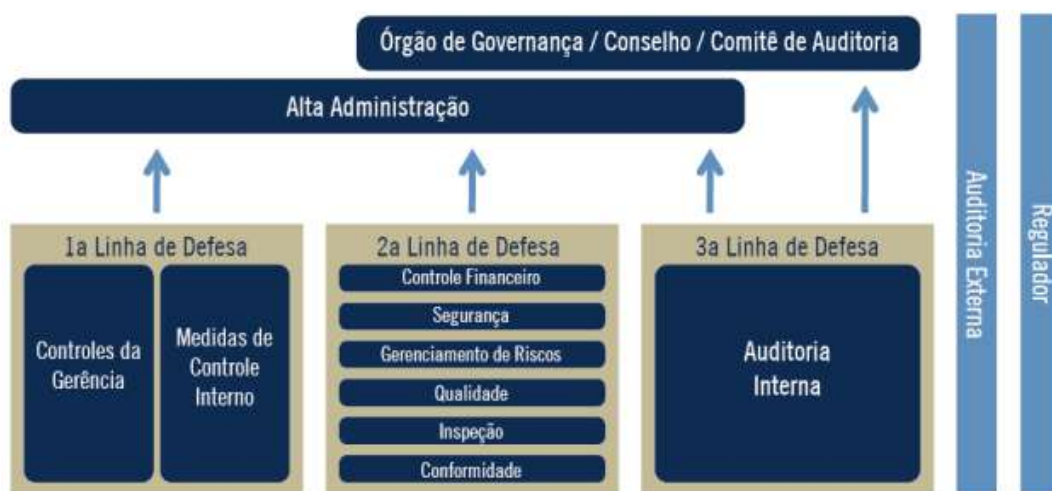 Órgão de Governança / Conselho / Comitê de Auditoria
Alta Administração
1a Linha de Defesa
Controles da
Gerência
Medidas de
Controle
Interno
2a Linha de Defesa
Controle Financeiro
Segurança
Gerenciamento de Riscos
Qualidade
Inspeção
Conformidade
3a Linha de Defesa
Auditoria
Interna
Auditoria Externa
Regulador